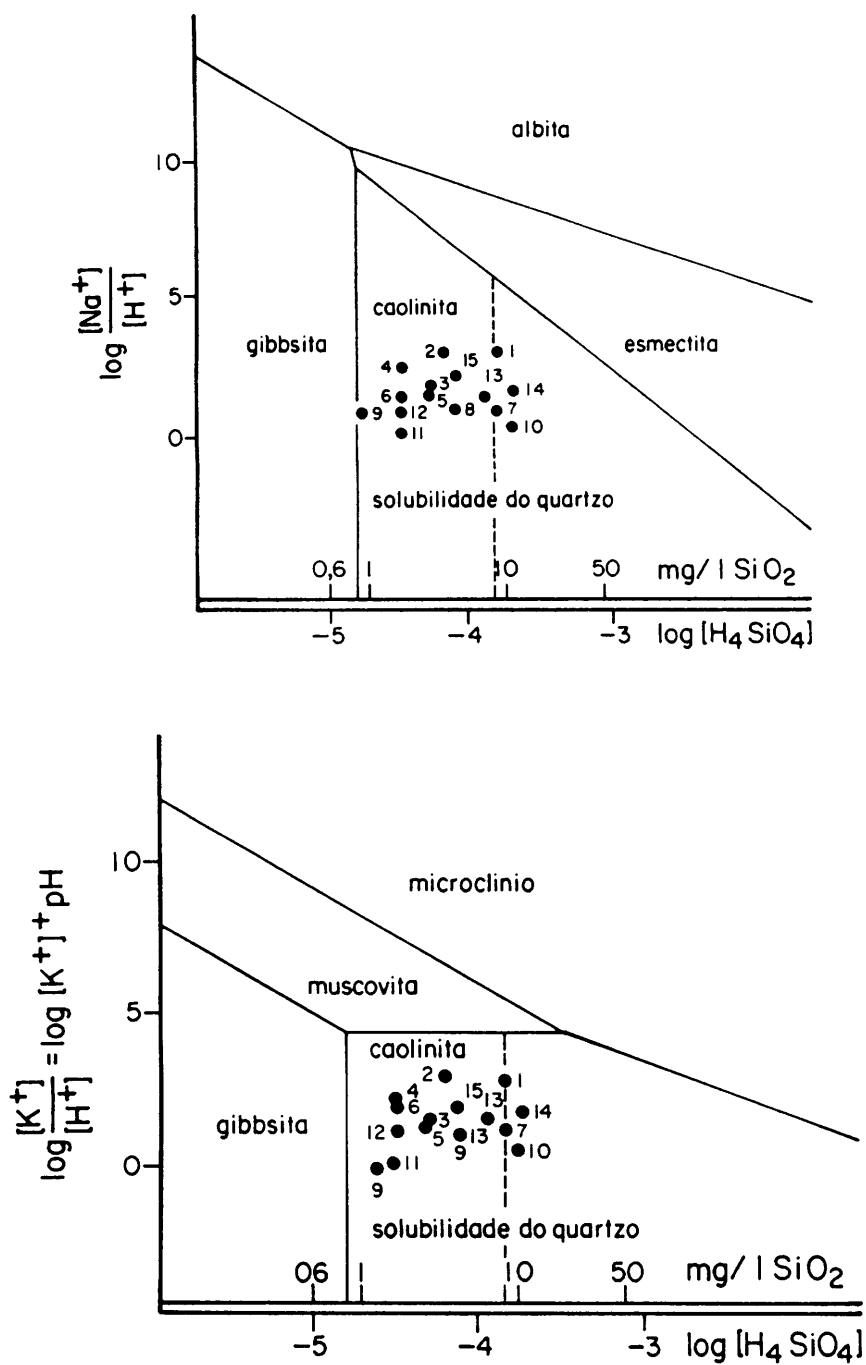 albita
10
log [Na+]/[H+]
5
caolinita
gibbsita
esmectita
2 15 1
4 3 13 14
6 5 8 7
9 12 10
11
0
solubilidade do quartzo
0,6 1 10 50 mg/l SiO2
-5 -4 -3 log [H4SiO4]
10
microclinio
log [K+]/[H+] = log [K+] + pH
muscovita
5
caolinita
2 1
4 15 13
6 3 14
gibbsita
12 5 13 7
9 10
11
0
9
solubilidade do quartzo
06 1 10 50 mg/l SiO2
-5 -4 -3 log [H4SiO4]